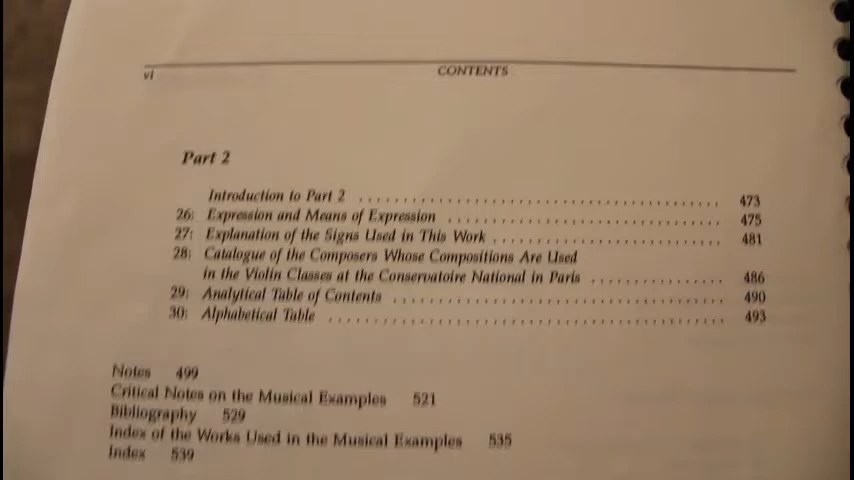 vi CONTENTS
Part 2
Introduction to Part 2 ........................................ 473
26: Expression and Means of Expression ........................................ 475
27: Explanation of the Signs Used in This Work ........................................ 481
28: Catalogue of the Composers Whose Compositions Are Used
in the Violin Classes at the Conservatoire National in Paris .................... 486
29: Analytical Table of Contents ........................................ 490
30: Alphabetical Table ........................................ 493
Notes 499
Critical Notes on the Musical Examples 521
Bibliography 529
Index of the Works Used in the Musical Examples 535
Index 539